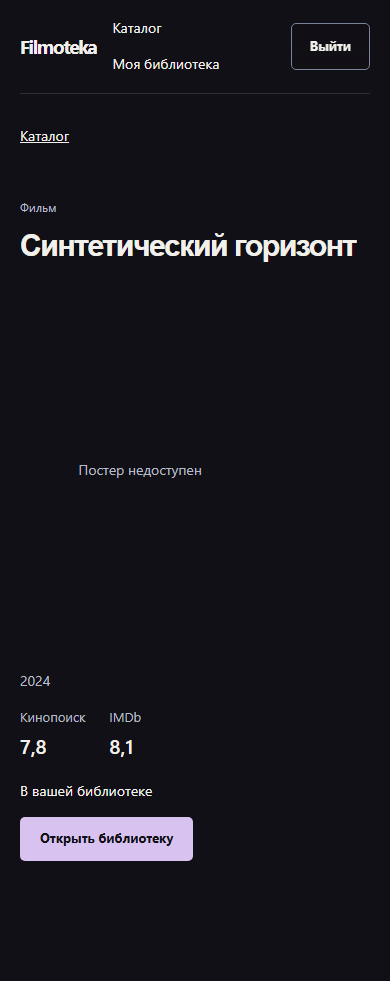 Filmoteka
Каталог
Моя библиотека
Выйти
Каталог
Фильм
Синтетический горизонт
Постер недоступен
2024
Кинопоиск IMDb
7,8 8,1
В вашей библиотеке
Открыть библиотеку